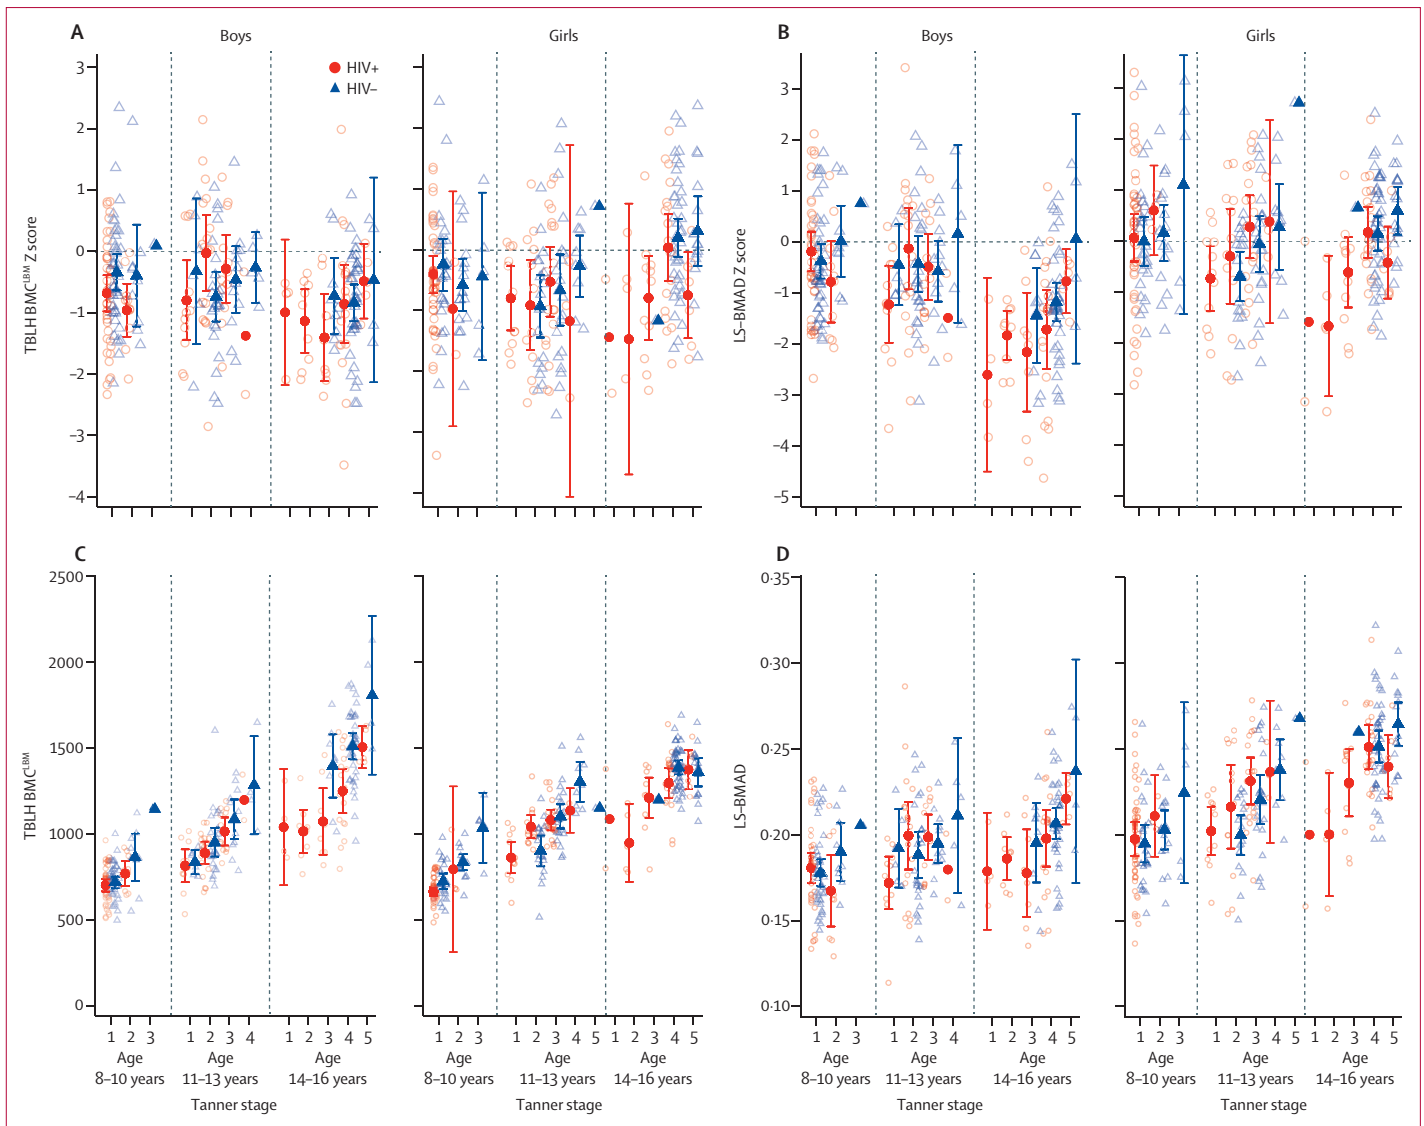 A
Boys
Girls
HIV+
HIV–
TBLH BMCᴸᴮᴹ Z score
3
2
1
0
–1
–2
–3
–4
B
Boys
Girls
LS–BMAD Z score
3
2
1
0
–1
–2
–3
–4
–5
C
TBLH BMCᴸᴮᴹ
2500
2000
1500
1000
500
0
1 2 3 1 2 3 4 1 2 3 4 5
Age
8–10 years
Age
11–13 years
Age
14–16 years
Tanner stage
1 2 3 1 2 3 4 5 1 2 3 4 5
Age
8–10 years
Age
11–13 years
Age
14–16 years
Tanner stage
D
LS–BMAD
0·35
0·30
0·25
0·20
0·15
0·10
1 2 3 1 2 3 4 1 2 3 4 5
Age
8–10 years
Age
11–13 years
Age
14–16 years
Tanner stage
1 2 3 1 2 3 4 5 1 2 3 4 5
Age
8–10 years
Age
11–13 years
Age
14–16 years
Tanner stage